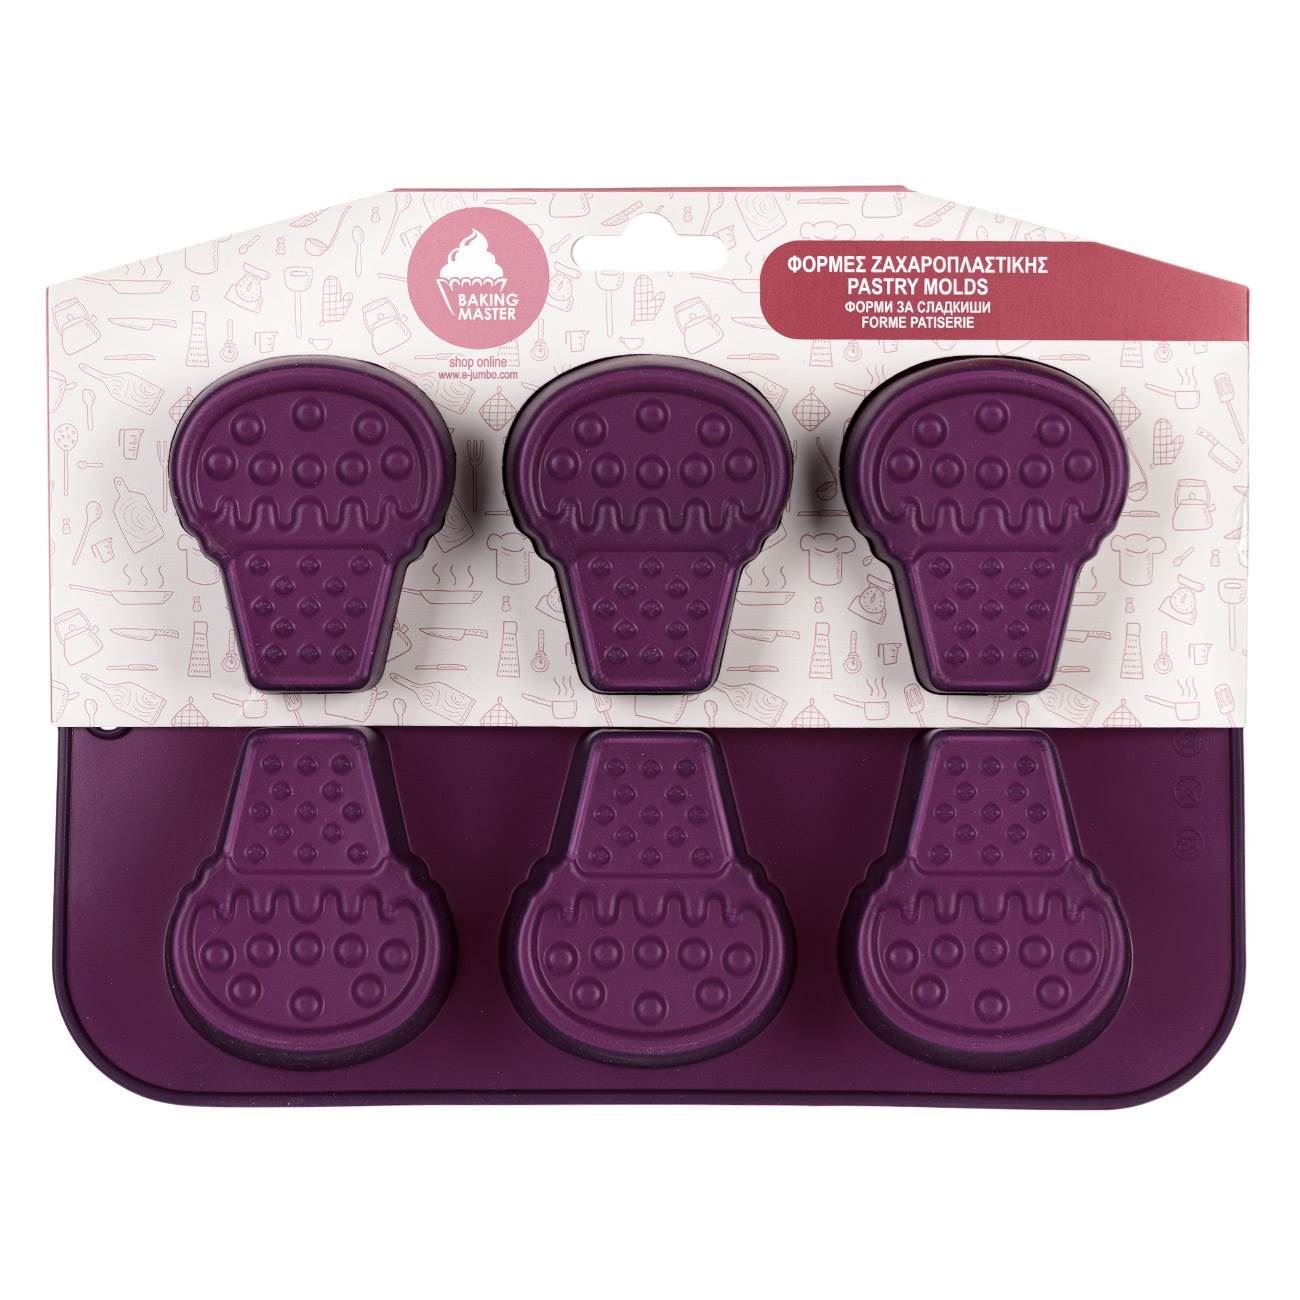 BAKING
MASTER
shop online
www.e-jumbo.com
ΦΟΡΜΕΣ ΖΑΧΑΡΟΠΛΑΣΤΙΚΗΣ
PASTRY MOLDS
ФОРМИ ЗА СЛАДКИШИ
FORME PATISERIE